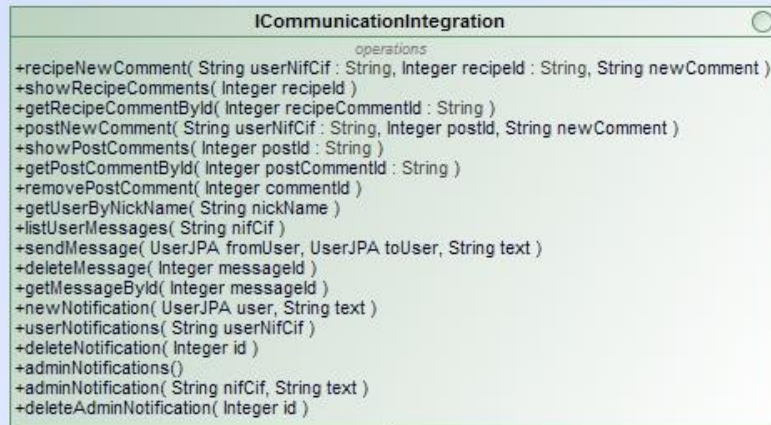 ICommunicationIntegration
operations
+recipeNewComment( String userNifCif : String, Integer recipeId : String, String newComment )
+showRecipeComments( Integer recipeId )
+getRecipeCommentById( Integer recipeCommentId : String )
+postNewComment( String userNifCif : String, Integer postId, String newComment )
+showPostComments( Integer postId : String )
+getPostCommentById( Integer postCommentId : String )
+removePostComment( Integer commentId )
+getUserByNickName( String nickName )
+listUserMessages( String nifCif )
+sendMessage( UserJPA fromUser, UserJPA toUser, String text )
+deleteMessage( Integer messageId )
+getMessageById( Integer messageId )
+newNotification( UserJPA user, String text )
+userNotifications( String userNifCif )
+deleteNotification( Integer id )
+adminNotifications()
+adminNotification( String nifCif, String text )
+deleteAdminNotification( Integer id )